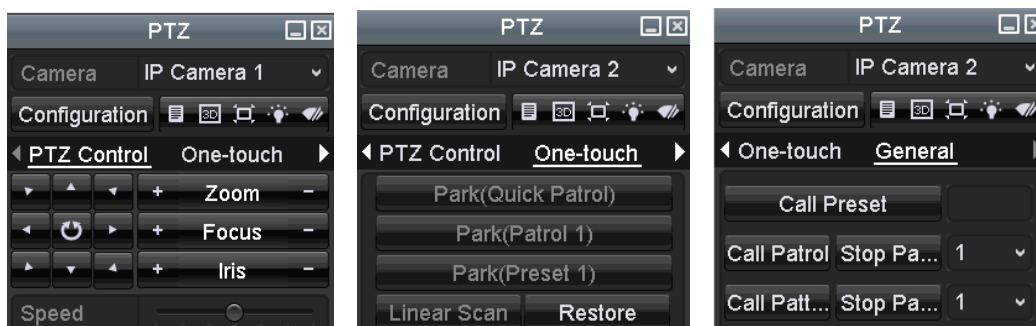 PTZ
Camera IP Camera 1
Configuration 3D
PTZ Control One-touch
+ Zoom -
+ Focus -
+ Iris -
Speed
PTZ
Camera IP Camera 2
Configuration 3D
PTZ Control One-touch
Park(Quick Patrol)
Park(Patrol 1)
Park(Preset 1)
Linear Scan Restore
PTZ
Camera IP Camera 2
Configuration 3D
One-touch General
Call Preset
Call Patrol Stop Pa... 1
Call Patt... Stop Pa... 1